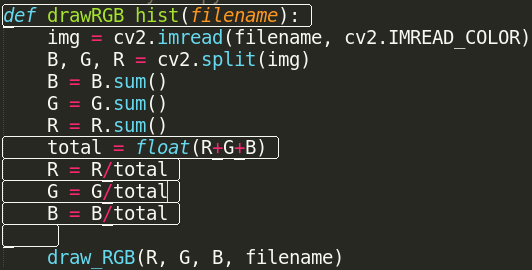 def drawRGB_hist(filename):
    img = cv2.imread(filename, cv2.IMREAD_COLOR)
    B, G, R = cv2.split(img)
    B = B.sum()
    G = G.sum()
    R = R.sum()
    total = float(R+G+B)
    R = R/total
    G = G/total
    B = B/total
    draw_RGB(R, G, B, filename)